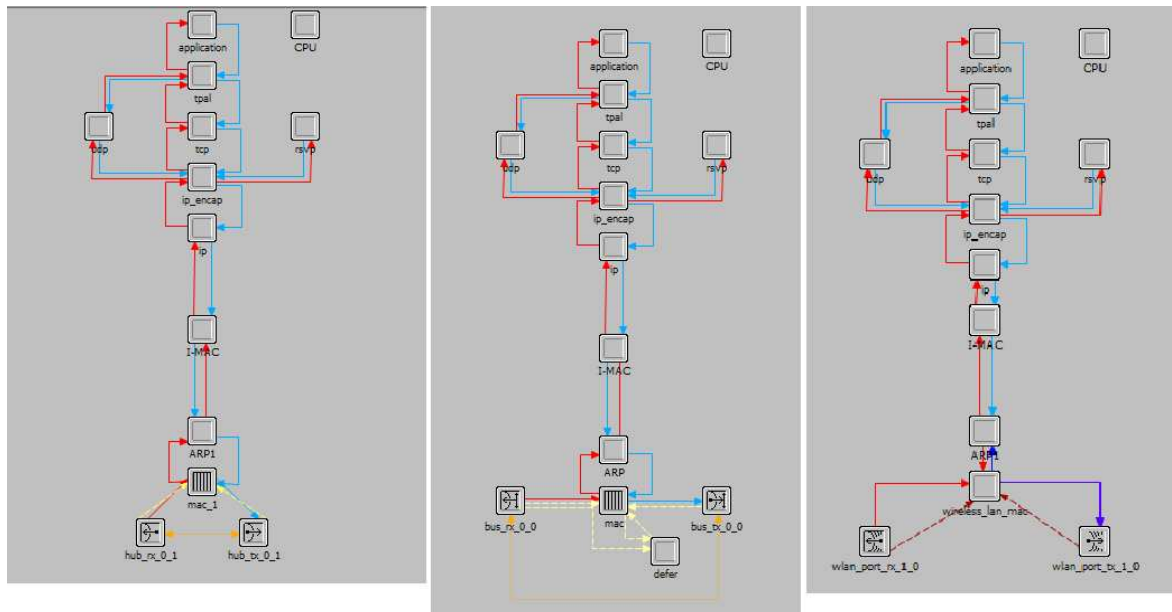 application
CPU
tpal
udp
tcp
rsvp
ip_encap
ip
I-MAC
ARP1
mac_1
hub_rx_0_1
hub_tx_0_1
application
CPU
tpal
udp
tcp
rsvp
ip_encap
ip
I-MAC
ARP
bus_rx_0_0
mac
bus_tx_0_0
defer
application
CPU
tpal
udp
tcp
rsvp
ip_encap
ip
I-MAC
ARP1
wireless_lan_mac
wlan_port_rx_1_0
wlan_port_tx_1_0